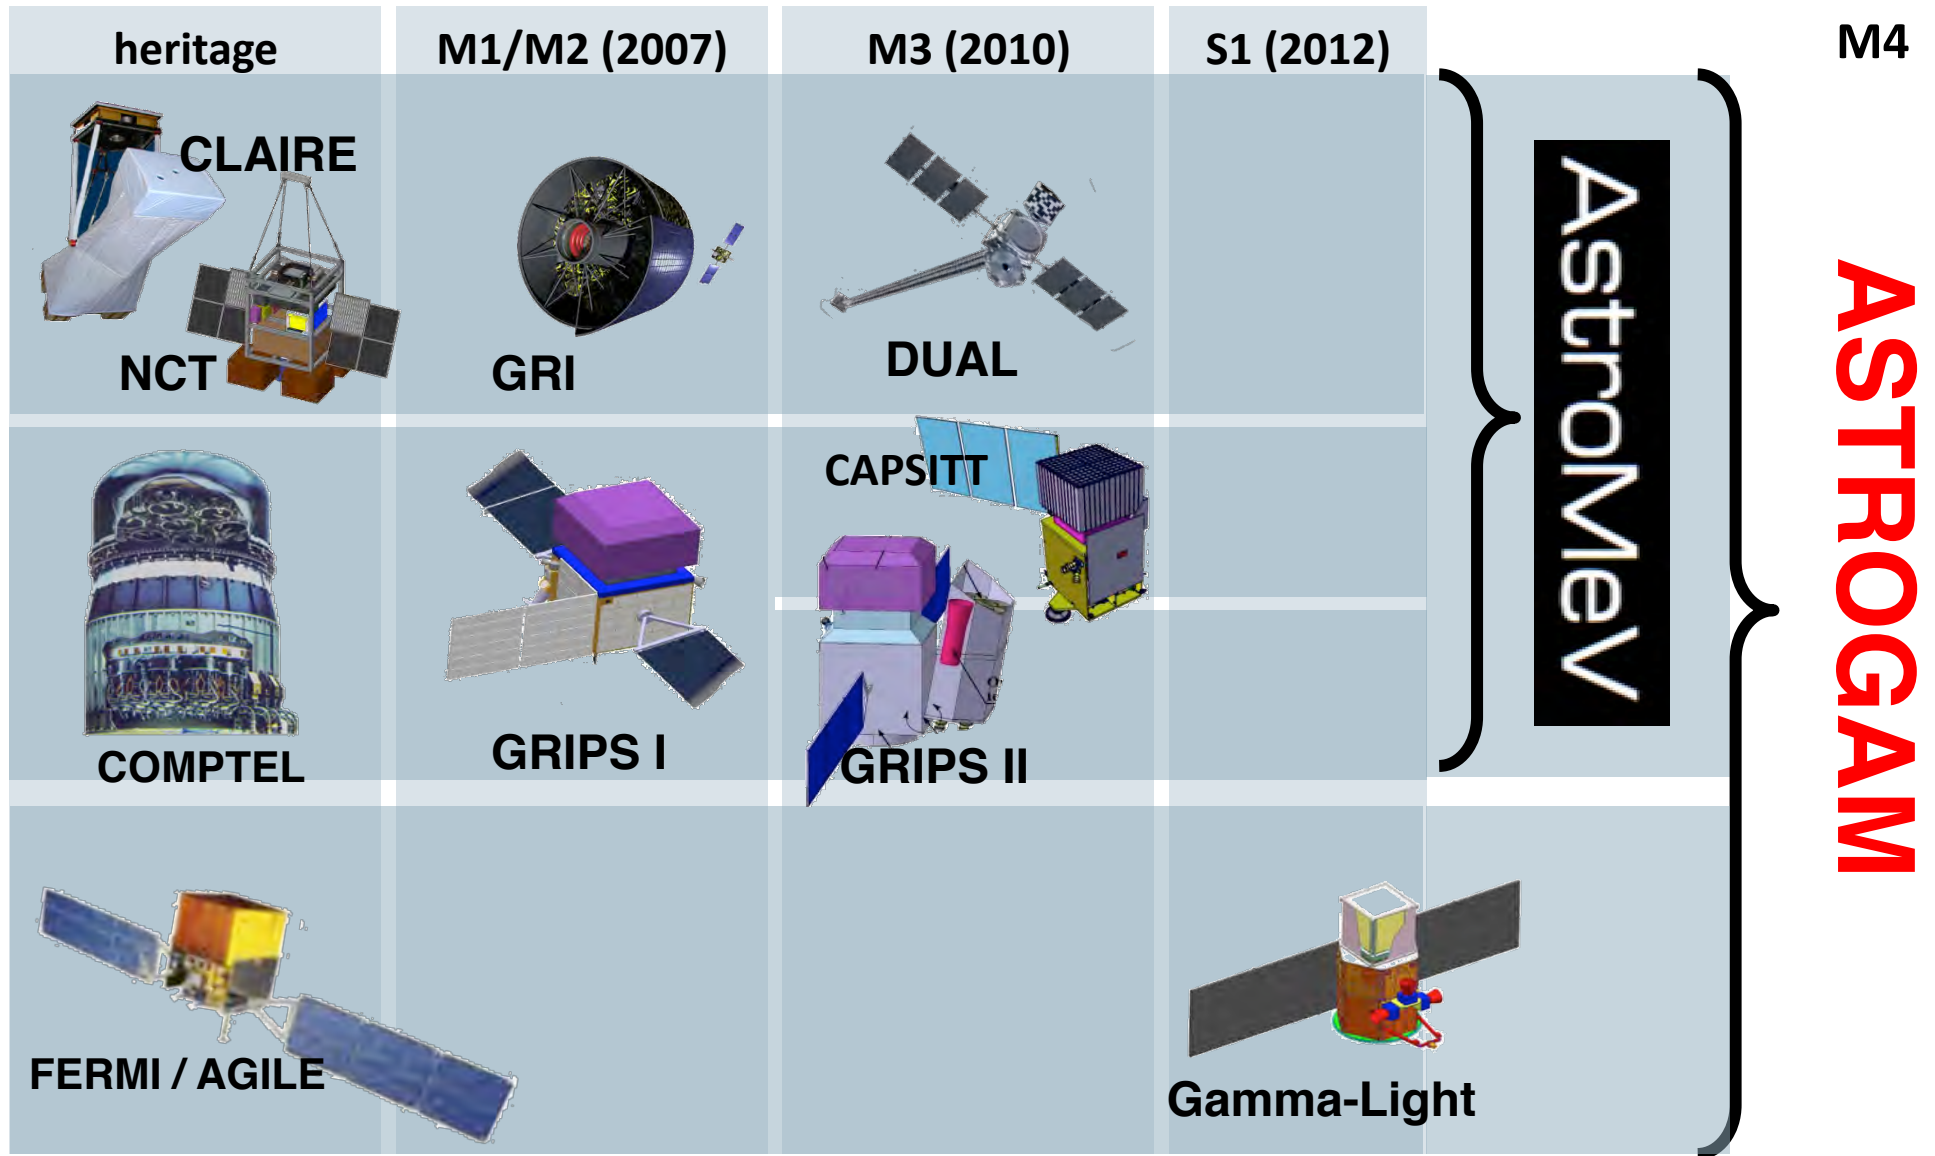 heritage
M1/M2 (2007)
M3 (2010)
S1 (2012)
M4
CLAIRE
NCT
GRI
DUAL
COMPTEL
GRIPS I
CAPSITT
GRIPS II
AstroMeV
ASTROGAM
FERMI / AGILE
Gamma-Light